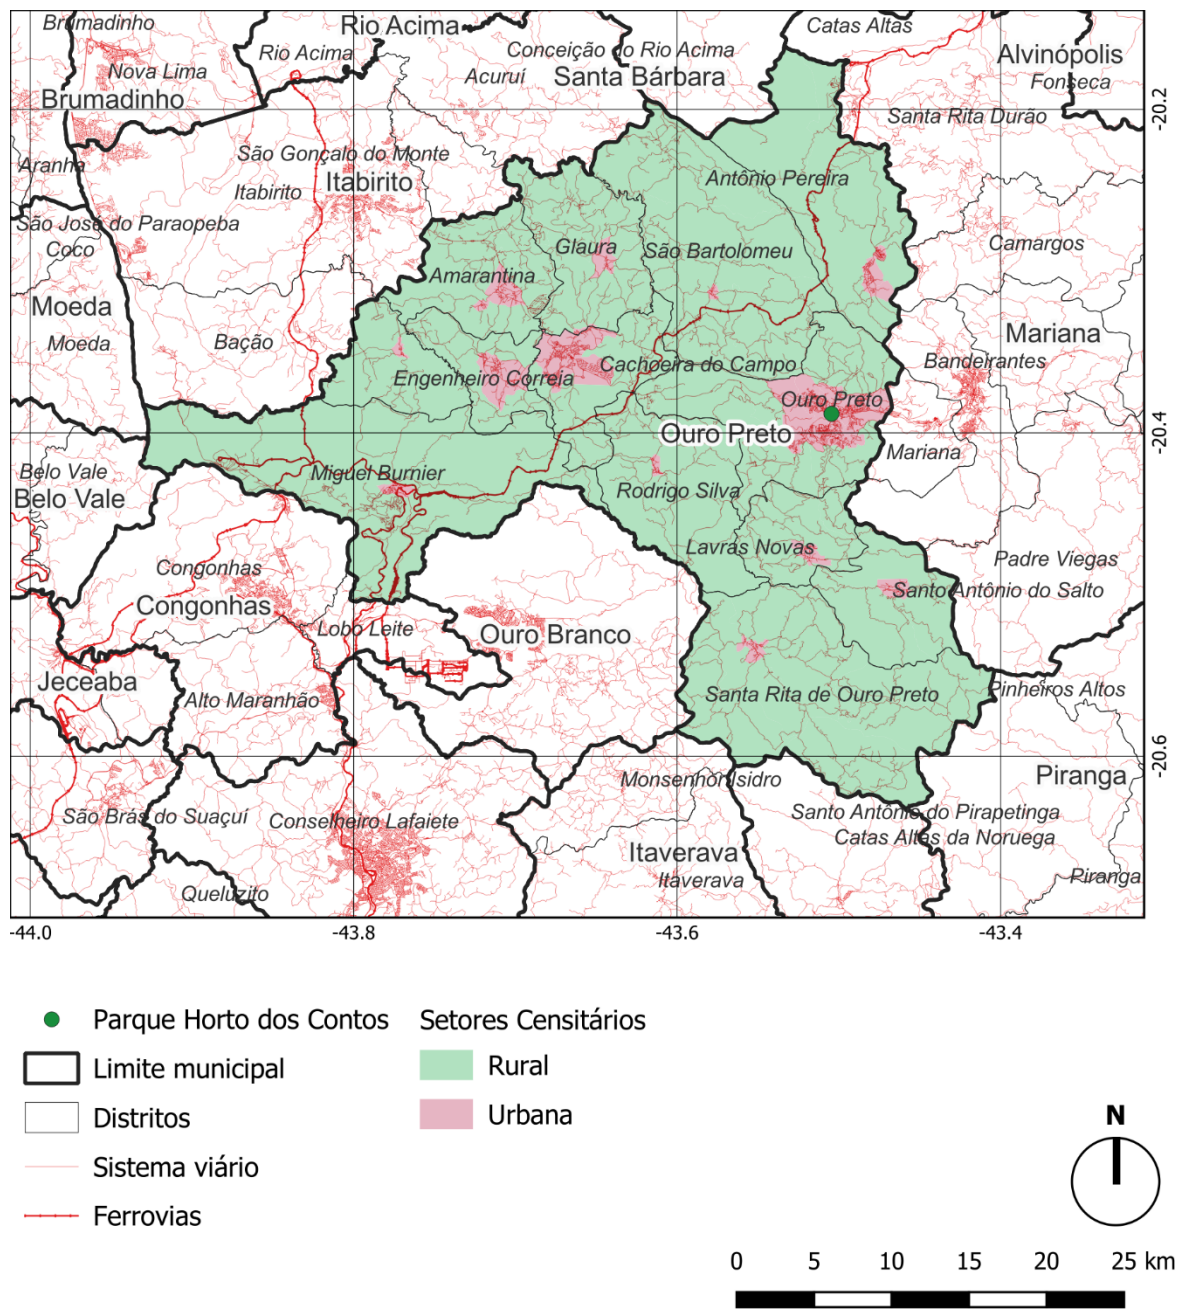 Brumadinho
Rio Acima
Catas Altas
Rio Acima
Conceição do Rio Acima
Alvinópolis
Nova Lima
Acuruí
Santa Bárbara
Fonseca
Brumadinho
-20.2
Santa Rita Durão
Aranha
São Gonçalo do Monte
Itabirito
Itabirito
Antônio Pereira
São José do Paraopeba
Coco
Glaura
São Bartolomeu
Camargos
Amarantina
Moeda
Mariana
Moeda
Bação
Bandeirantes
Cachoeira do Campo
Engenheiro Correia
Ouro Preto
Ouro Preto
-20.4
Mariana
Belo Vale
Miguel Burnier
Belo Vale
Rodrigo Silva
Lavras Novas
Padre Viegas
Congonhas
Santo Antônio do Salto
Congonhas
Lobo Leite
Ouro Branco
Jeceaba
Alto Maranhão
Santa Rita de Ouro Preto
Pinheiros Altos
-20.6
Monsenhor Isidro
Piranga
São Brás do Suaçuí
Conselheiro Lafaiete
Santo Antônio do Pirapetinga
Catas Altas da Noruega
Itaverava
Itaverava
Piranga
Queluzito
-44.0 -43.8 -43.6 -43.4
Parque Horto dos Contos
Limite municipal
Distritos
Sistema viário
Ferrovias
Setores Censitários
Rural
Urbana
N
0 5 10 15 20 25 km